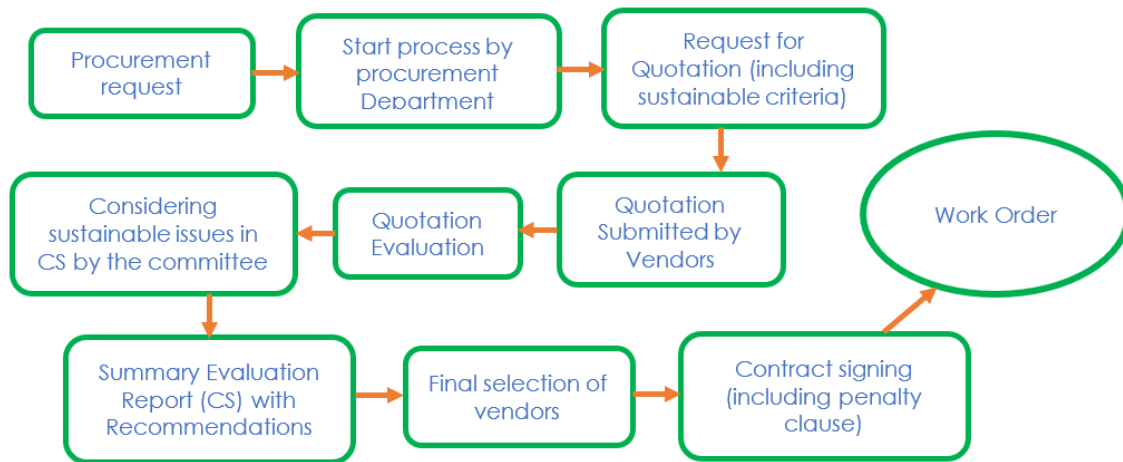 Procurement
request
Start process by
procurement
Department
Request for
Quotation (including
sustainable criteria)
Quotation
Submitted by
Vendors
Quotation
Evaluation
Considering
sustainable issues in
CS by the committee
Summary Evaluation
Report (CS) with
Recommendations
Final selection of
vendors
Contract signing
(including penalty
clause)
Work Order